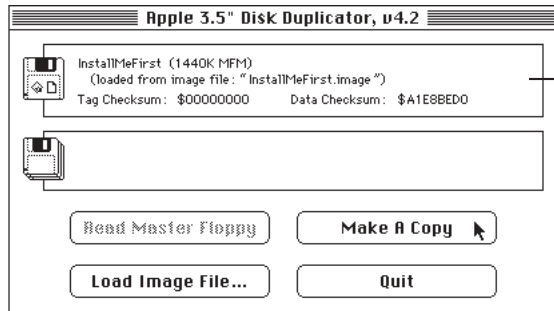 Apple 3.5" Disk Duplicator, v4.2
InstallMeFirst (1440K MFM)
(loaded from image file: "InstallMeFirst.image")
Tag Checksum: $00000000 Data Checksum: $A1E8BED0
Read Master Floppy
Make A Copy
Load Image File...
Quit